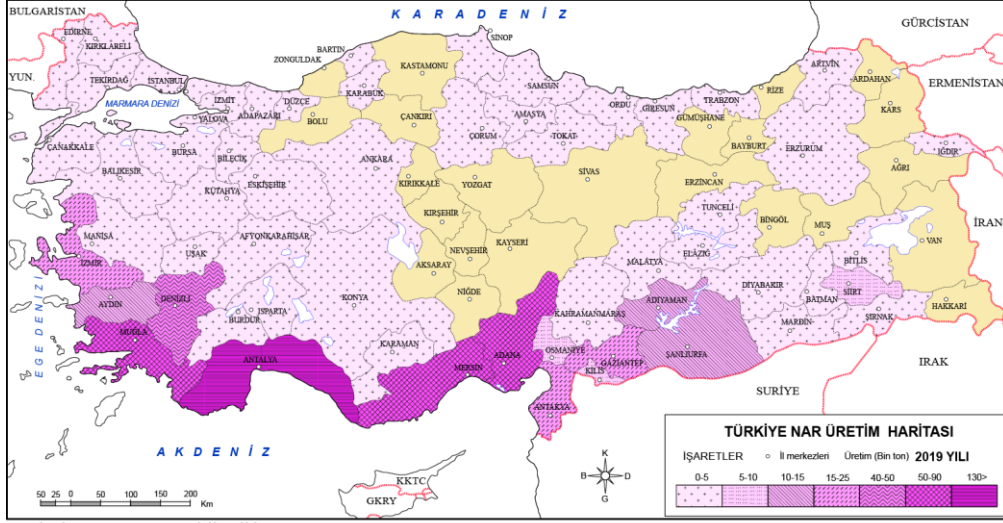 KARADENİZ
BULGARİSTAN
GÜRCİSTAN
EDİRNE
KIRKLARELİ
SİNOP
BARTIN
ZONGULDAK
KASTAMONU
ARTVİN
ARDAHAN
YUN.
TEKİRDAĞ
İSTANBUL
KARABÜK
SAMSUN
RİZE
ERMENİSTAN
MARMARA DENİZİ
İZMİT
DÜZCE
ORDU
GİRESUN
TRABZON
KARS
YALOVA
ADAPAZARI
BOLU
ÇANKIRI
AMASYA
GÜMÜŞHANE
ÇORUM
TOKAT
BAYBURT
ÇANAKKALE
BURSA
BİLECİK
ANKARA
ERZURUM
IĞDIR
BALIKESİR
ESKİŞEHİR
KIRIKKALE
YOZGAT
SİVAS
ERZİNCAN
AĞRI
KÜTAHYA
TUNCELİ
KIRŞEHİR
BİNGÖL
MUŞ
İRAN
MANİSA
UŞAK
AFYONKARAHİSAR
NEVŞEHİR
KAYSERİ
ELAZIĞ
VAN
İZMİR
AKSARAY
MALATYA
BİTLİS
EGE DENİZİ
AYDIN
DENİZLİ
KONYA
NİĞDE
DİYABAKIR
BATMAN
SİİRT
ISPARTA
BURDUR
KAHRAMANMARAŞ
ADIYAMAN
ŞIRNAK
HAKKARİ
MUĞLA
KARAMAN
MARDİN
ANTALYA
ADANA
OSMANİYE
GAZİANTEP
ŞANLIURFA
MERSİN
KİLİS
IRAK
SURİYE
ANTAKYA
AKDENİZ
TÜRKİYE NAR ÜRETİM HARİTASI
K
İŞARETLER İl merkezleri Üretim (Bin ton) 2019 YILI
B D
G
KKTC
GKRY
0-5 5-10 10-15 15-25 40-50 50-90 130>
50 25 0 50 100 150 200
Km